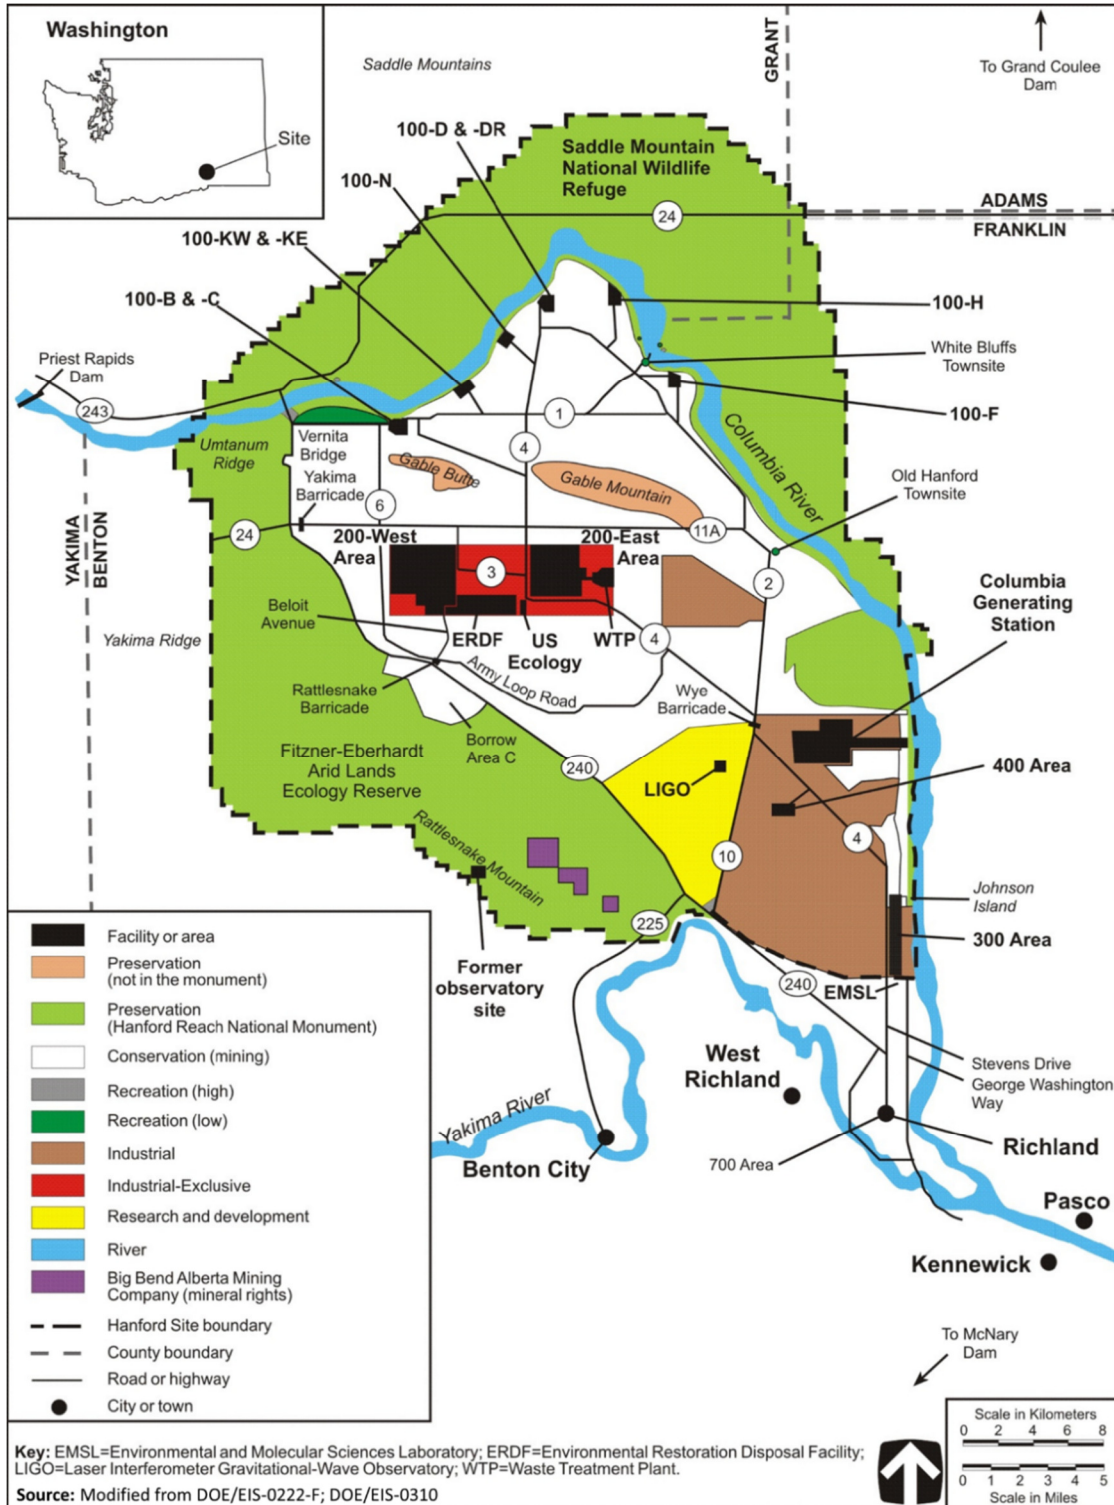 Washington
Site
Saddle Mountains
GRANT
To Grand Coulee
Dam
100-D & -DR
Saddle Mountain
National Wildlife
Refuge
100-N
24
ADAMS
FRANKLIN
100-KW & -KE
100-B & -C
100-H
Priest Rapids
Dam
243
White Bluffs
Townsite
1
100-F
Umtanum
Ridge
Vernita
Bridge
4
Columbia River
Yakima
Barricade
Gable Butte
Gable Mountain
Old Hanford
Townsite
6
24
11A
YAKIMA
BENTON
200-West
Area
200-East
Area
3
2
Columbia
Generating
Station
Beloit
Avenue
ERDF
US
Ecology
WTP
4
Yakima Ridge
Army Loop Road
Rattlesnake
Barricade
Wye
Barricade
Borrow
Area C
Fitzner-Eberhardt
Arid Lands
Ecology Reserve
240
LIGO
400 Area
Rattlesnake Mountain
10
4
Johnson
Island
225
300 Area
Former
observatory
site
240
EMSL
West
Richland
Stevens Drive
George Washington
Way
Yakima River
Benton City
700 Area
Richland
Pasco
Kennewick
To McNary
Dam
Facility or area
Preservation
(not in the monument)
Preservation
(Hanford Reach National Monument)
Conservation (mining)
Recreation (high)
Recreation (low)
Industrial
Industrial-Exclusive
Research and development
River
Big Bend Alberta Mining
Company (mineral rights)
Hanford Site boundary
County boundary
Road or highway
City or town
Scale in Kilometers
0 2 4 6 8
0 1 2 3 4 5
Scale in Miles
Key: EMSL=Environmental and Molecular Sciences Laboratory; ERDF=Environmental Restoration Disposal Facility;
LIGO=Laser Interferometer Gravitational-Wave Observatory; WTP=Waste Treatment Plant.
Source: Modified from DOE/EIS-0222-F; DOE/EIS-0310